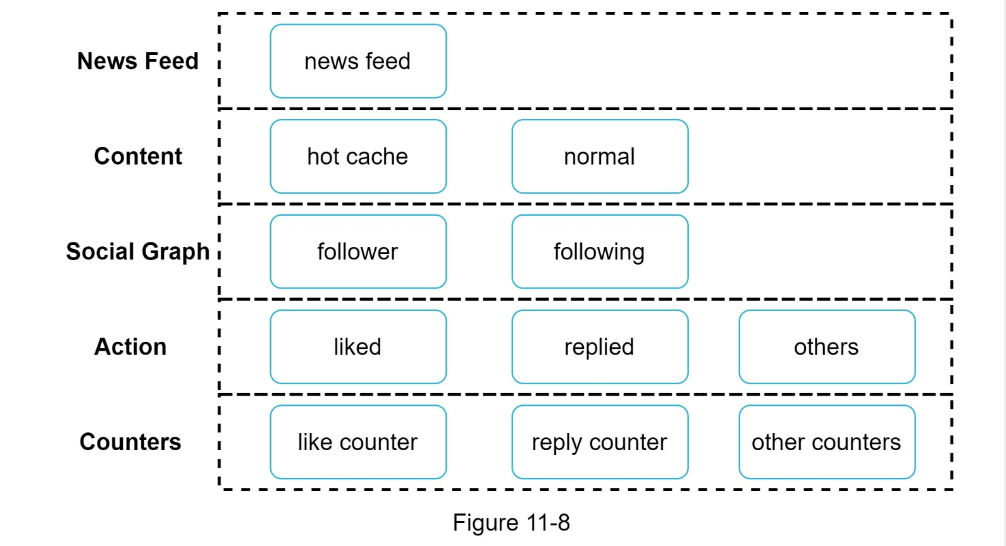 News Feed
news feed
Content
hot cache
normal
Social Graph
follower
following
Action
liked
replied
others
Counters
like counter
reply counter
other counters
Figure 11-8